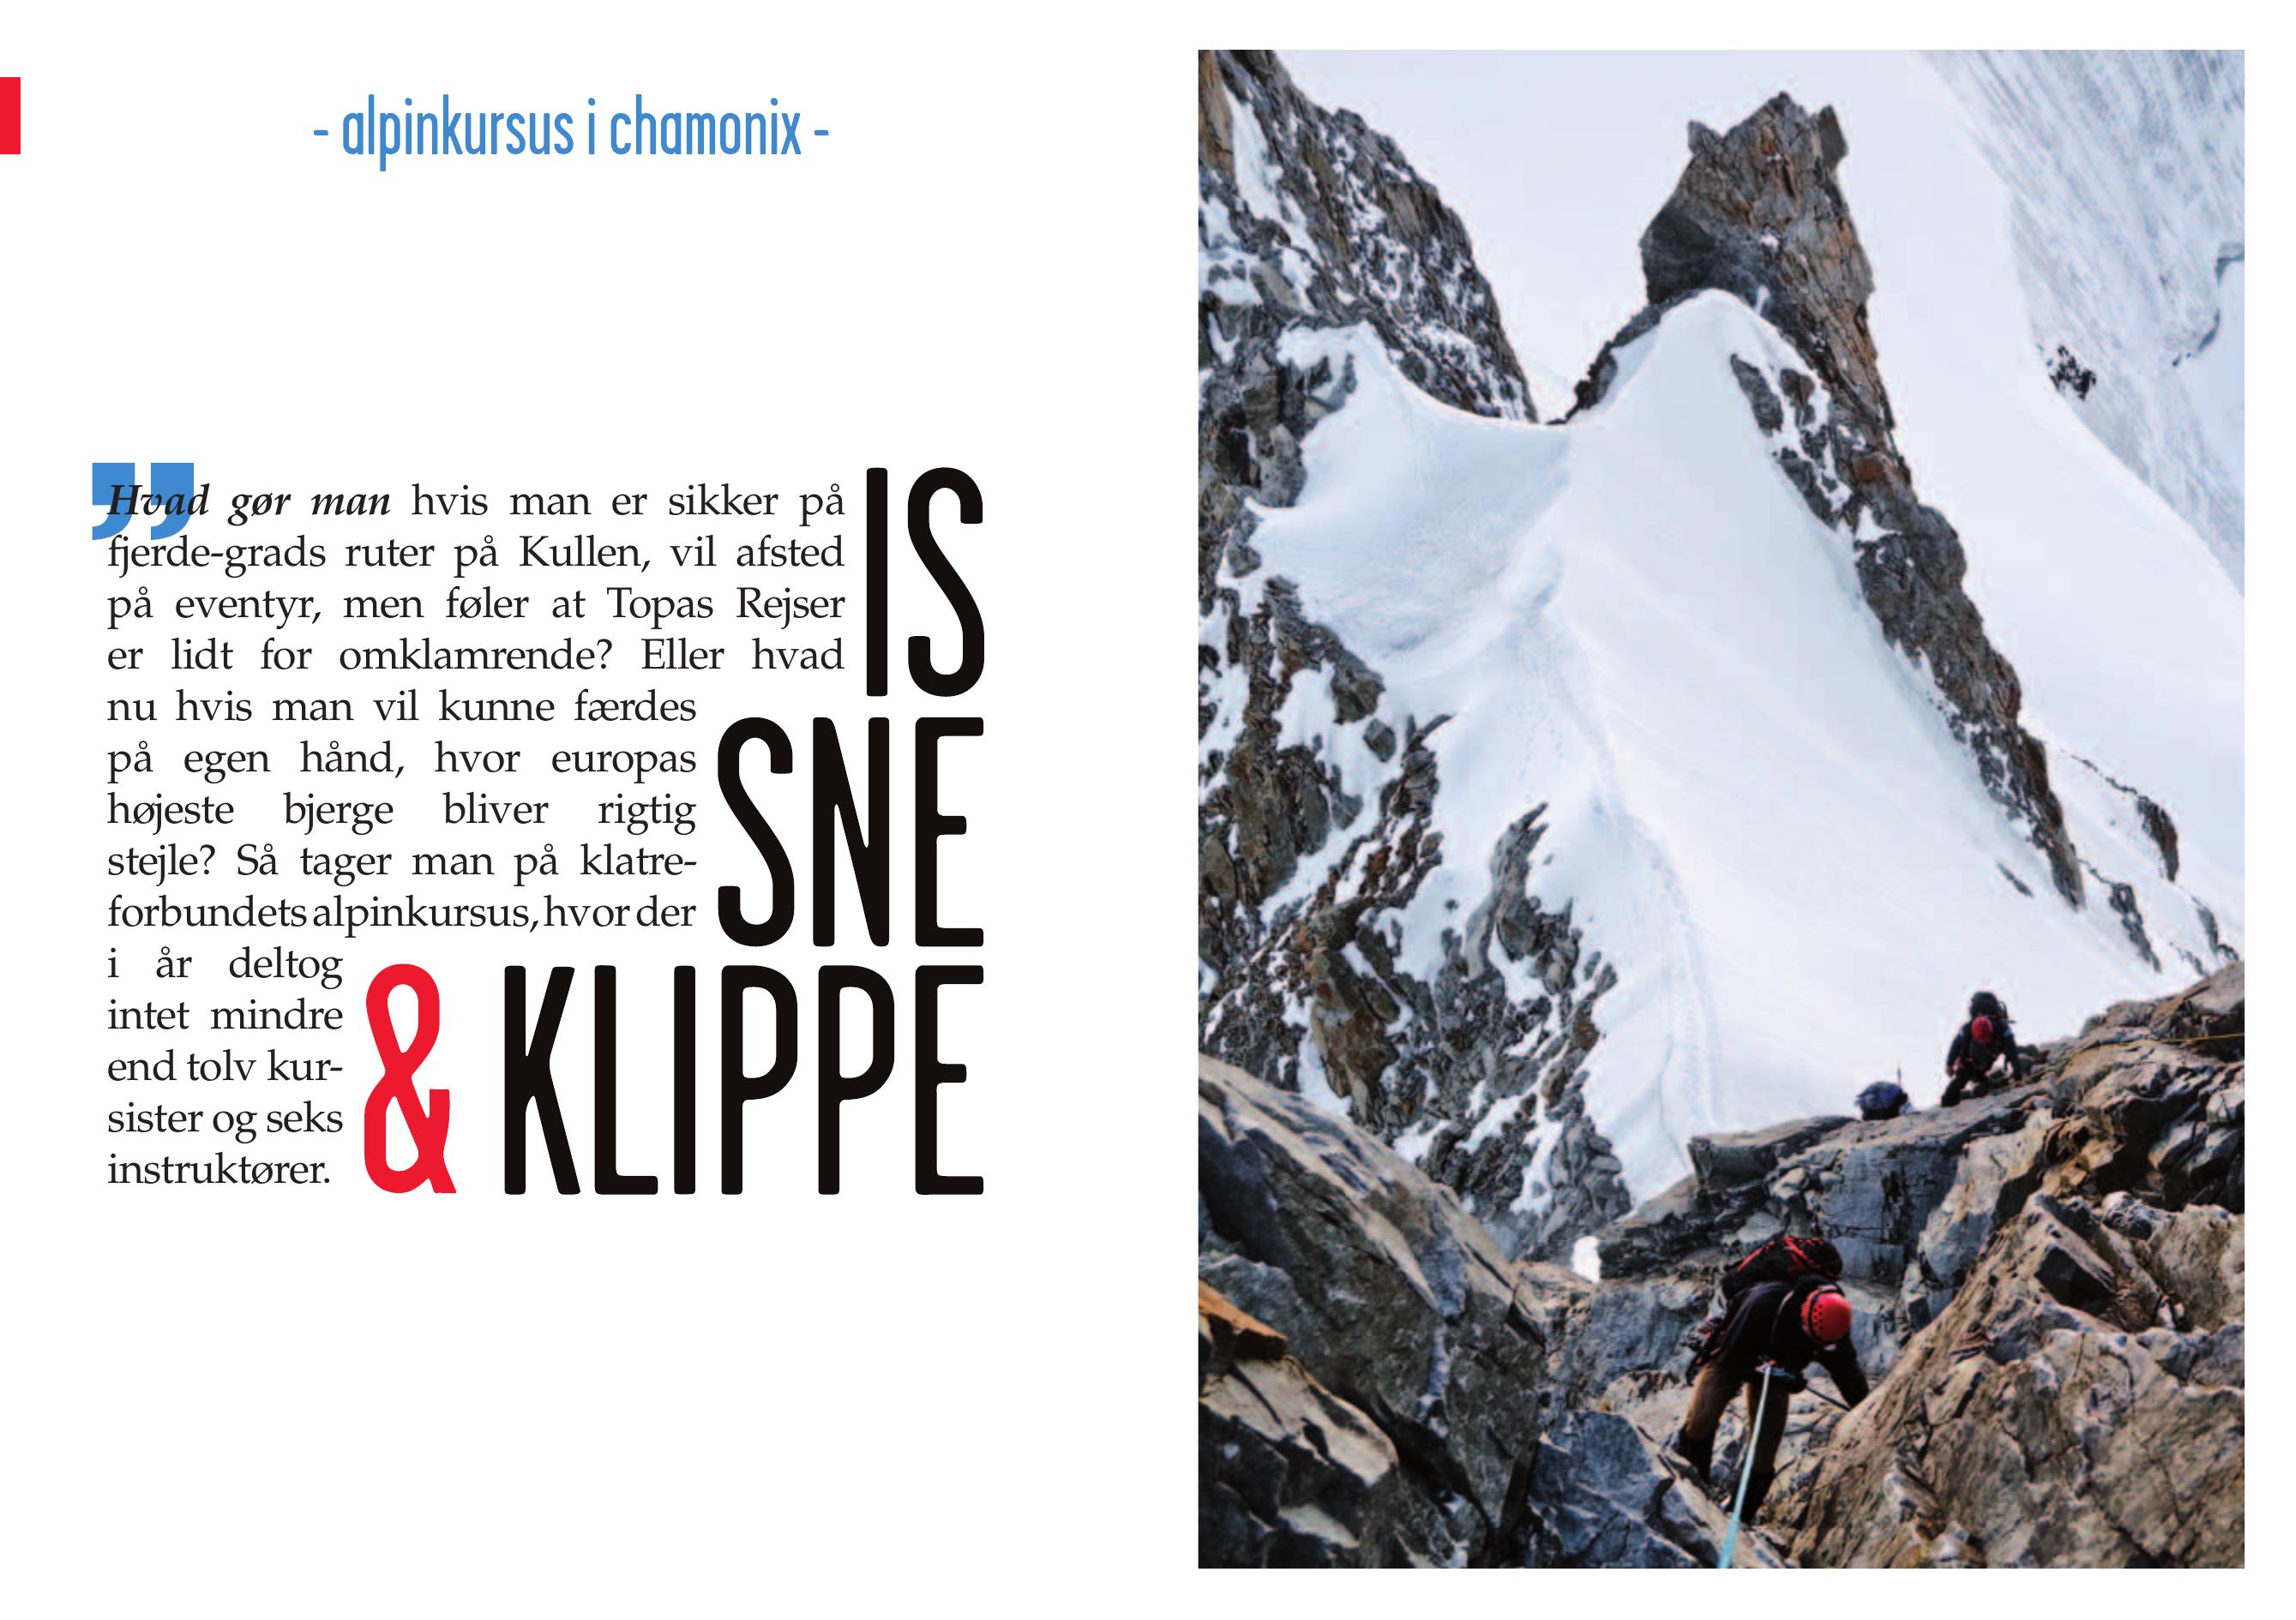 - alpinkursus i chamonix -
”
Hvad gør man hvis man er sikker på
fjerde-grads ruter på Kullen, vil afsted
på eventyr, men føler at Topas Rejser
er lidt for omklamrende? Eller hvad
nu hvis man vil kunne færdes
på egen hånd, hvor europas
højeste bjerge bliver rigtig
stejle? Så tager man på klatre-
forbundets alpinkursus, hvor der
i år deltog
intet mindre
end tolv kur-
sister og seks
instruktører.
IS
SNE
& KLIPPE